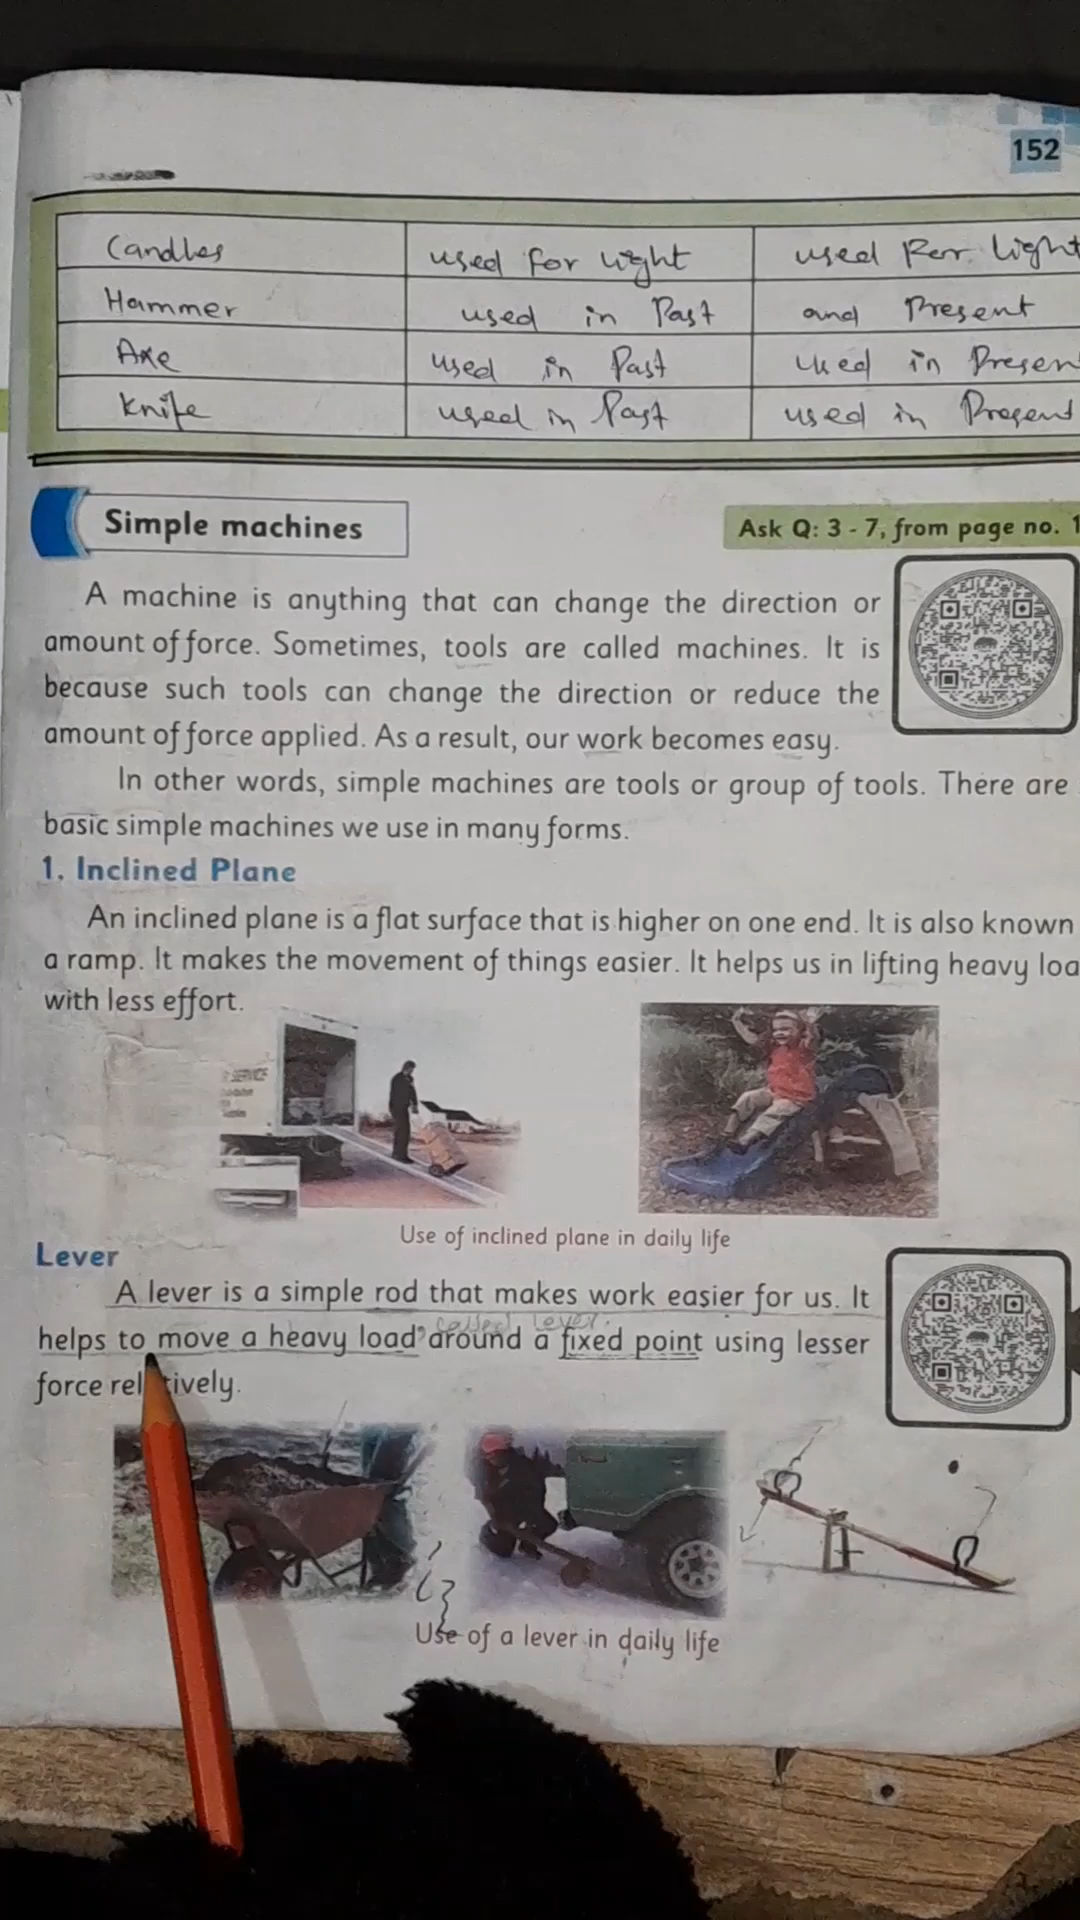 152
Candles used for light used For light
Hammer used in Past and Present
Axe used in Past used in Presen
Knife used in Past used in Present
Simple machines
Ask Q: 3 - 7, from page no. 1
A machine is anything that can change the direction or
amount of force. Sometimes, tools are called machines. It is
because such tools can change the direction or reduce the
amount of force applied. As a result, our work becomes easy.
In other words, simple machines are tools or group of tools. There are
basic simple machines we use in many forms.
1. Inclined Plane
An inclined plane is a flat surface that is higher on one end. It is also known
a ramp. It makes the movement of things easier. It helps us in lifting heavy loa
with less effort.
SERVICE
Use of inclined plane in daily life
Lever
A lever is a simple rod that makes work easier for us. It
called lever.
helps to move a heavy load around a fixed point using lesser
force rel tively.
Use of a lever in daily life